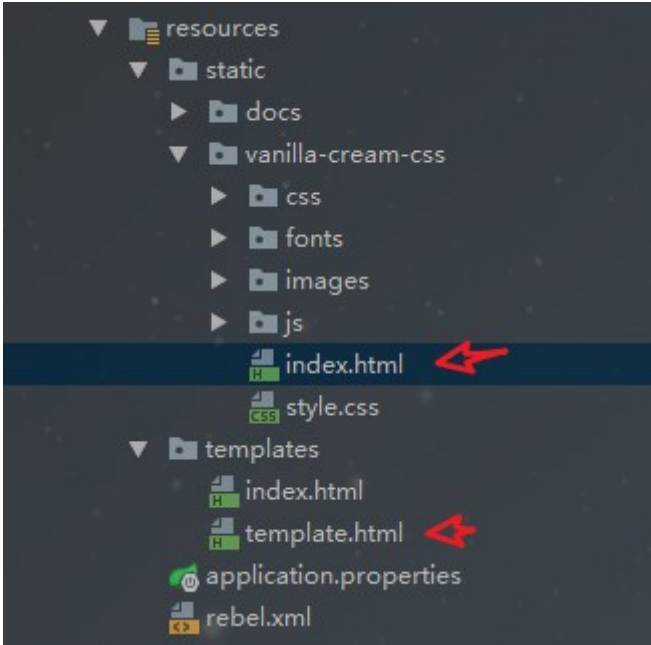 resources
static
docs
vanilla-cream-css
css
fonts
images
js
index.html
style.css
templates
index.html
template.html
application.properties
rebel.xml